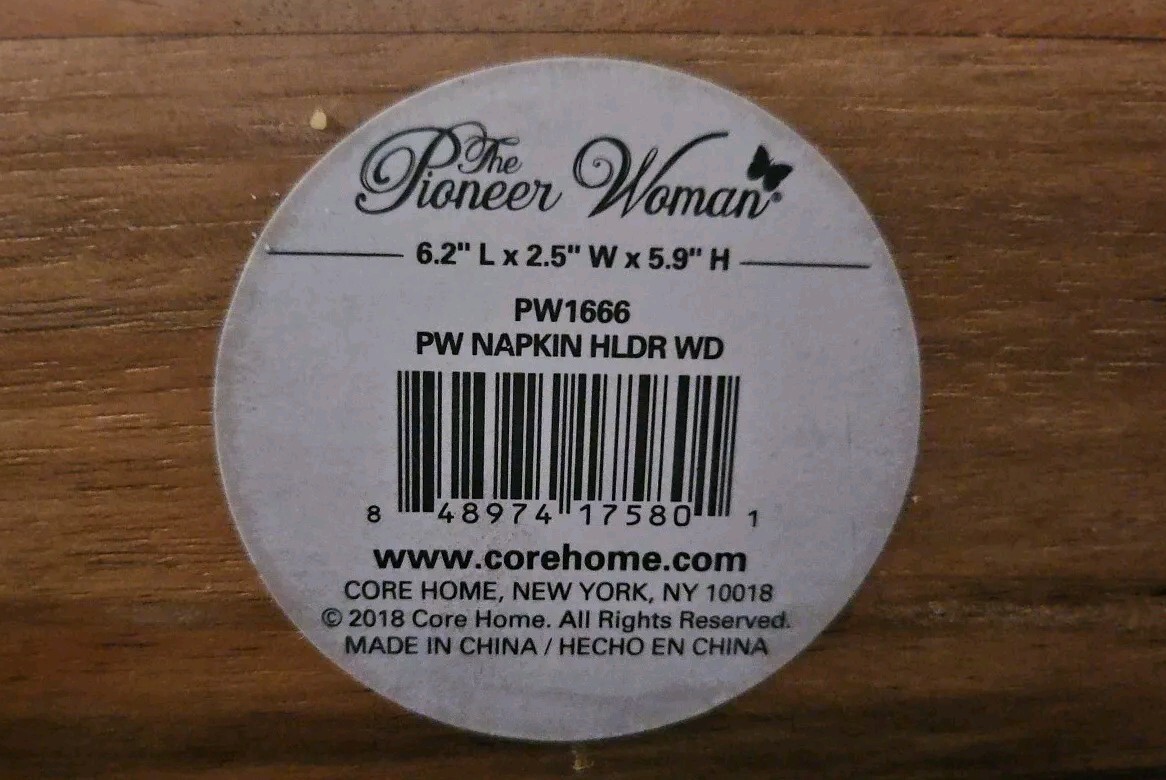 The Pioneer Woman®
6.2" L x 2.5" W x 5.9" H
PW1666
PW NAPKIN HLDR WD
8 48974 17580 1
www.corehome.com
CORE HOME, NEW YORK, NY 10018
© 2018 Core Home. All Rights Reserved.
MADE IN CHINA / HECHO EN CHINA